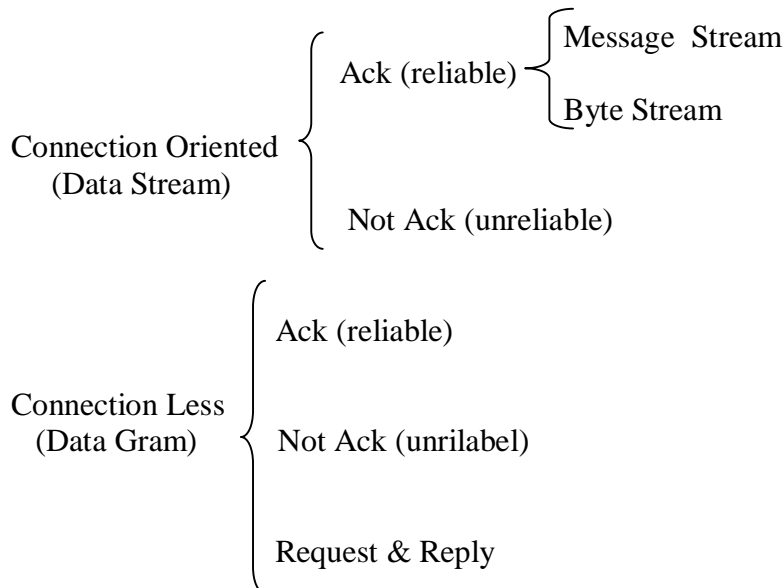 Message Stream
Ack (reliable)
Byte Stream
Connection Oriented
(Data Stream)
Not Ack (unreliable)
Ack (reliable)
Connection Less
(Data Gram)
Not Ack (unrilabel)
Request & Reply